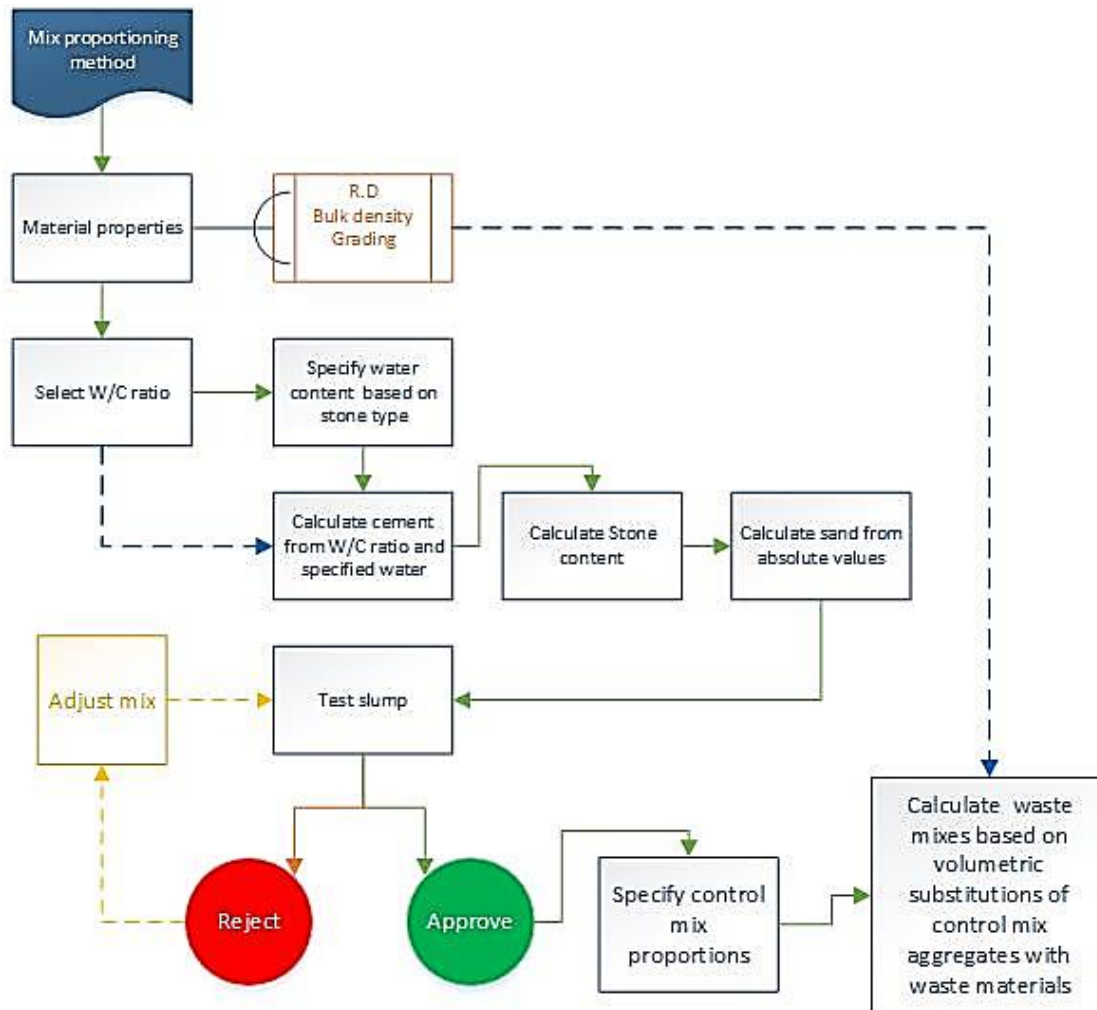 Mix proportioning
method
Material properties
R.D
Bulk density
Grading
Select W/C ratio
Specify water
content based on
stone type
Calculate cement
from W/C ratio and
specified water
Calculate Stone
content
Calculate sand from
absolute values
Adjust mix
Test slump
Reject
Approve
Specify control
mix
proportions
Calculate waste
mixes based on
volumetric
substitutions of
control mix
aggregates with
waste materials